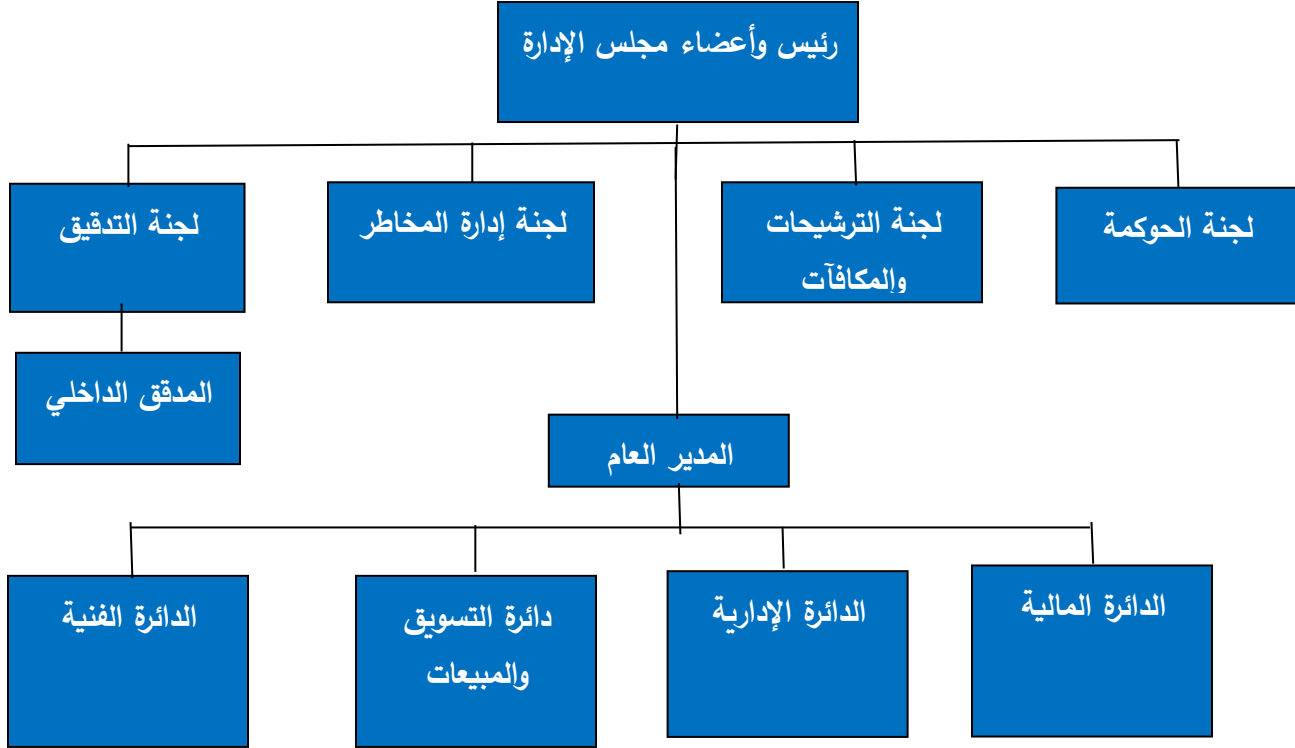 رئيس وأعضاء مجلس الإدارة
لجنة الحوكمة
لجنة الترشيحات
والمكافآت
لجنة إدارة المخاطر
لجنة التدقيق
المدقق الداخلي
المدير العام
الدائرة المالية
الدائرة الإدارية
دائرة التسويق
والمبيعات
الدائرة الفنية